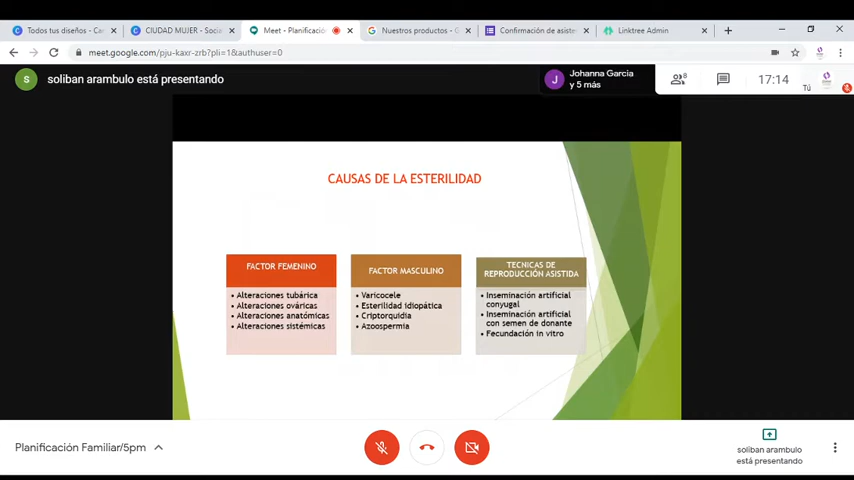 Todos tus diseños - Can
CIUDAD MUJER - Socia
Meet - Planificación
Nuestros productos - G
Confirmación de asiste
Linktree Admin
meet.google.com/pju-kaxr-zrb?pli=1&authuser=0
S
soliban arambulo está presentando
J
Johanna Garcia
y 5 más
8
17:14
Tú
CAUSAS DE LA ESTERILIDAD
FACTOR FEMENINO
• Alteraciones tubárica
• Alteraciones ováricas
• Alteraciones anatómicas
• Alteraciones sistémicas
FACTOR MASCULINO
• Varicocele
• Esterilidad idiopática
• Criptorquidia
• Azoospermia
TECNICAS DE
REPRODUCCIÓN ASISTIDA
• Inseminación artificial
conyugal
• Inseminación artificial
con semen de donante
• Fecundación in vitro
Planificación Familiar/5pm
soliban arambulo
está presentando